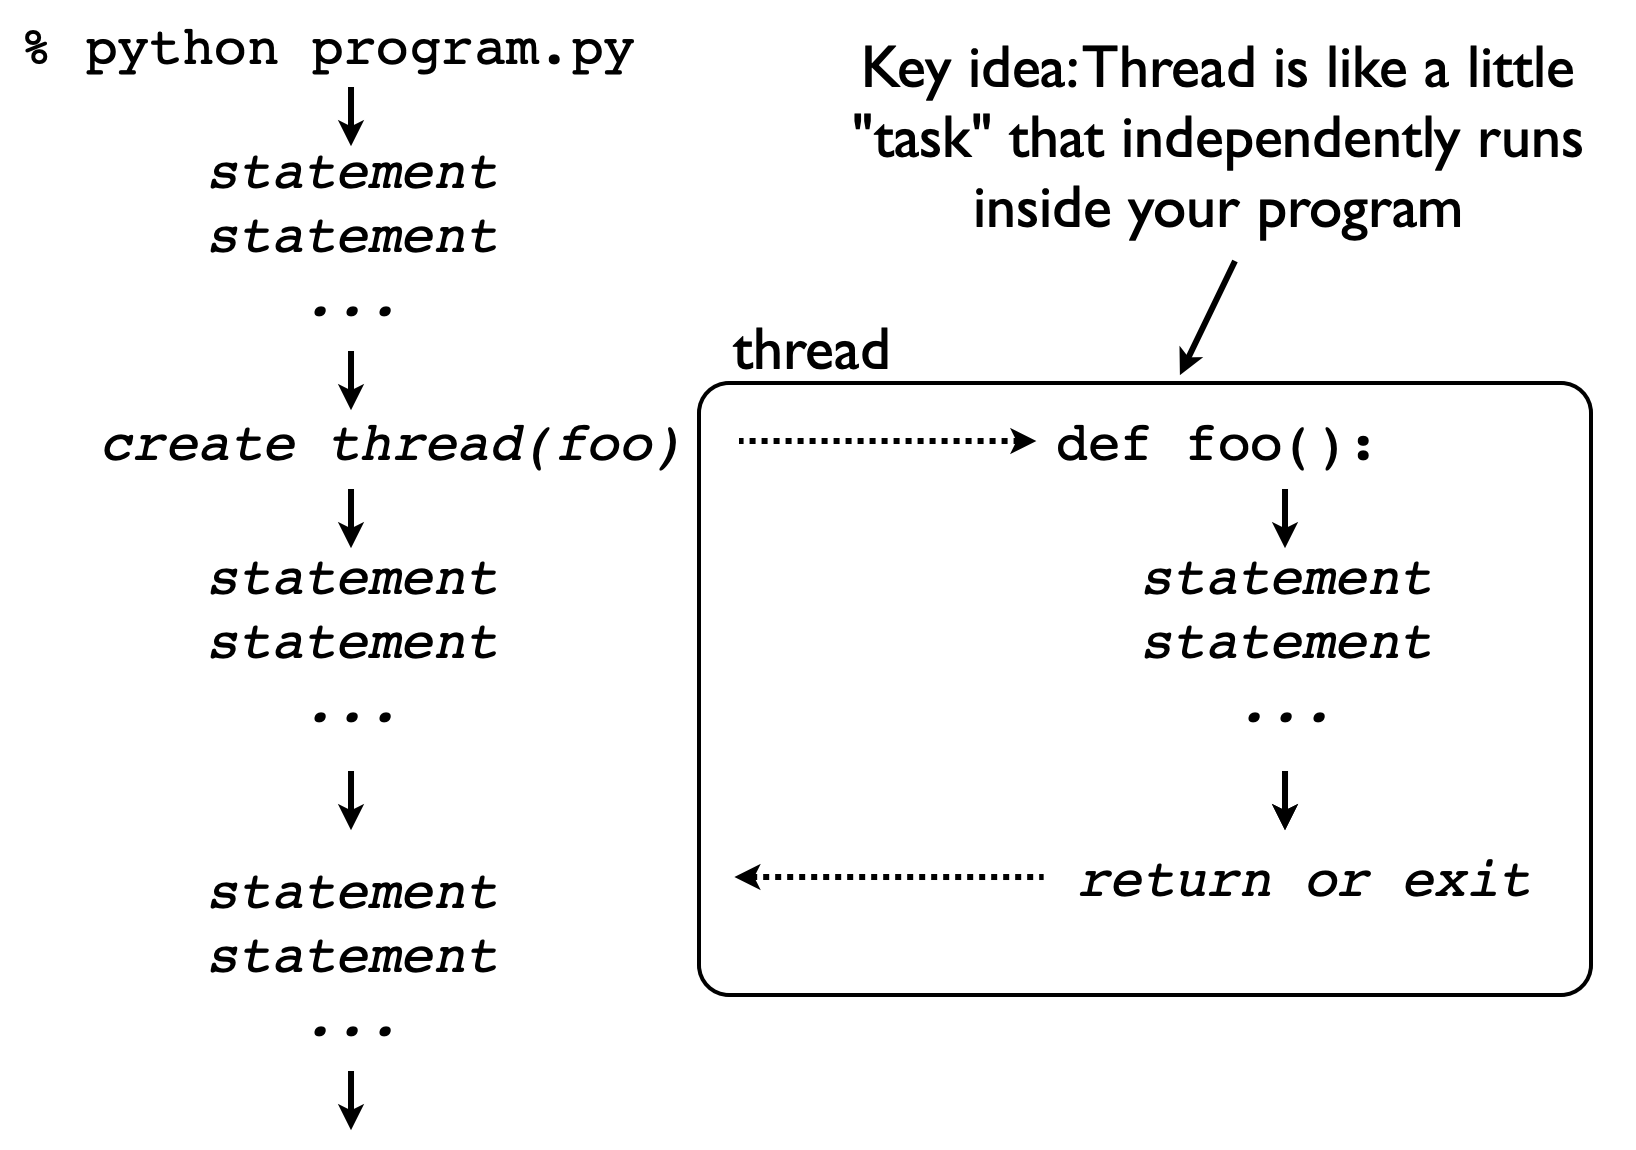 % python program.py
statement
statement
...
create thread(foo)
statement
statement
...
statement
statement
...
Key idea: Thread is like a little
"task" that independently runs
inside your program
thread
def foo():
statement
statement
...
return or exit